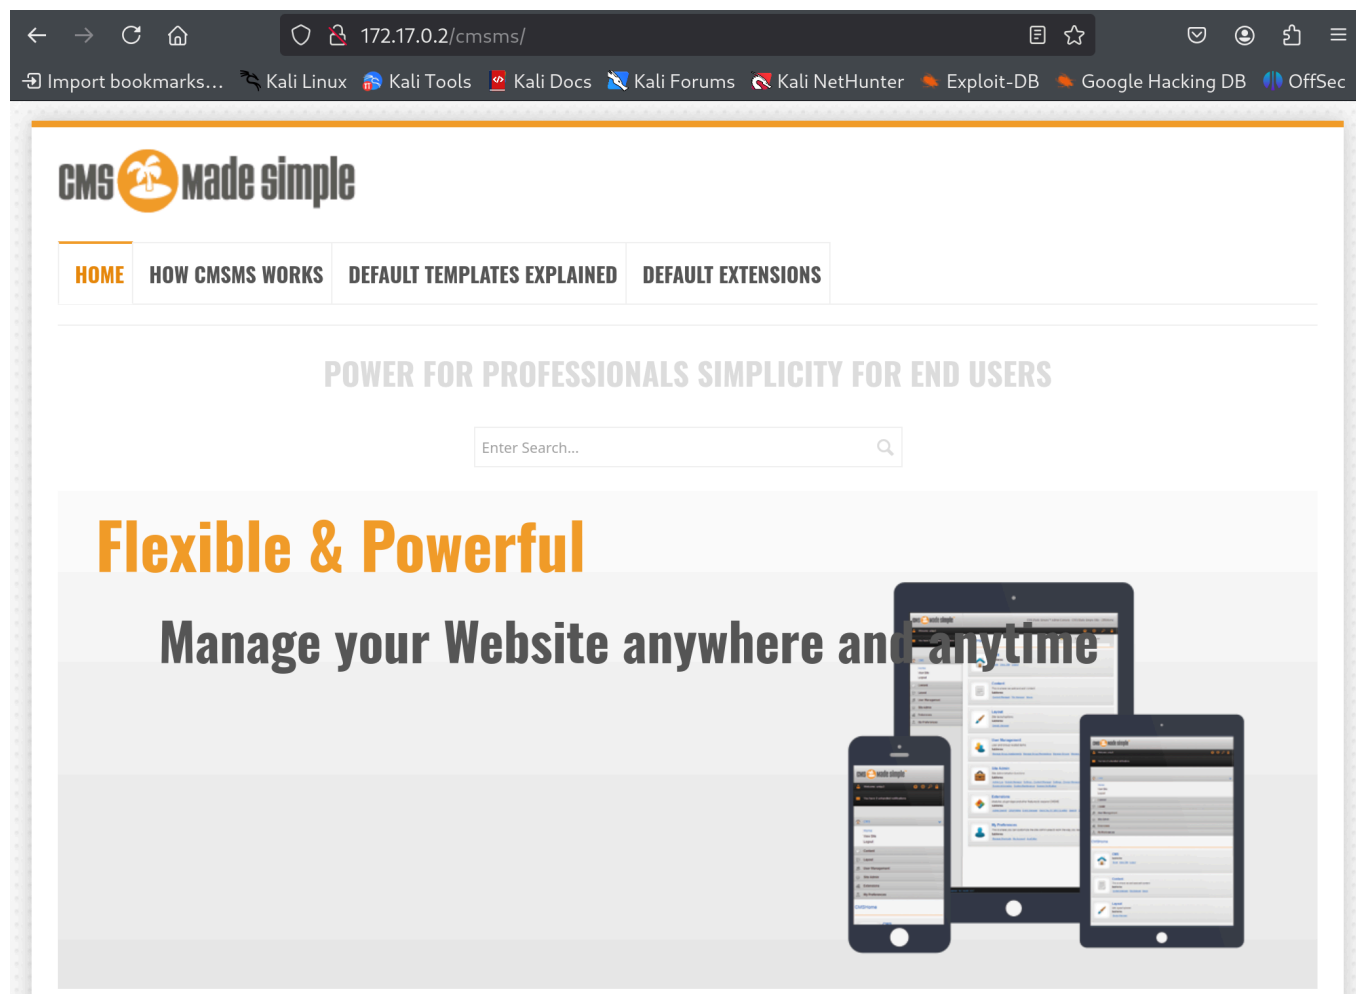 172.17.0.2/cmsms/
Import bookmarks... Kali Linux Kali Tools Kali Docs Kali Forums Kali NetHunter Exploit-DB Google Hacking DB OffSec
CMS made simple
HOME HOW CMSMS WORKS DEFAULT TEMPLATES EXPLAINED DEFAULT EXTENSIONS
POWER FOR PROFESSIONALS SIMPLICITY FOR END USERS
Enter Search...
Flexible & Powerful
Manage your Website anywhere and anytime